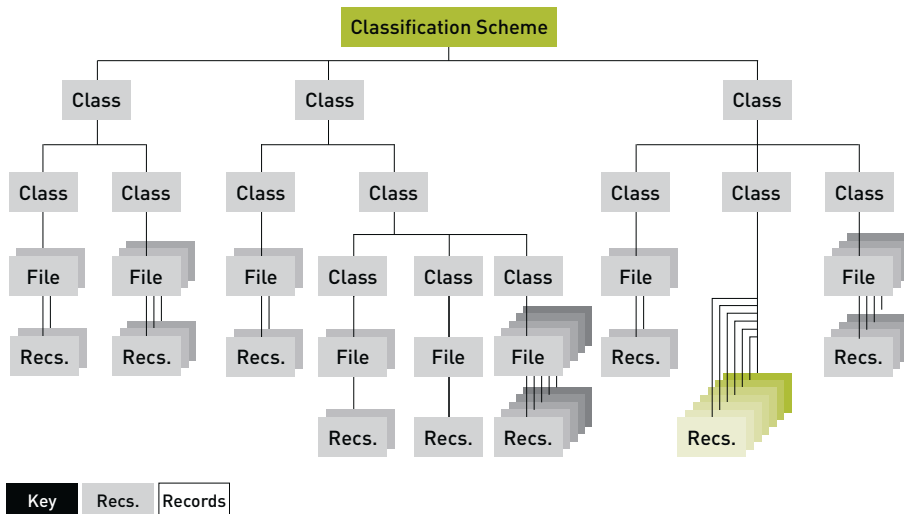 Classification Scheme
Class Class Class
Class Class Class Class Class Class Class
File File File Class Class Class File File
Recs. Recs. Recs. File File File Recs. Recs.
Recs. Recs. Recs. Recs.
Key Recs. Records